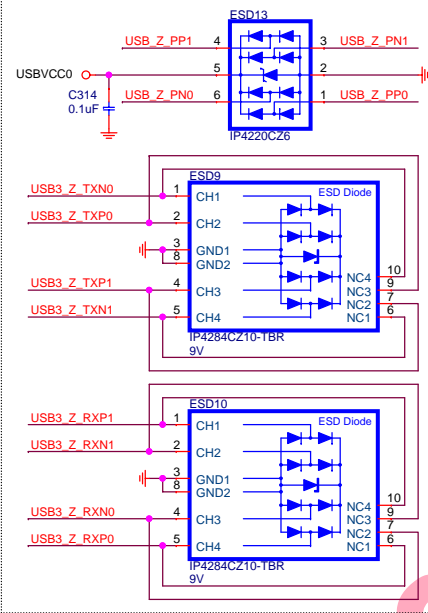 ESD13
USB_Z_PP1 4 3 USB_Z_PN1
USBVCC0 5 2
C314
0.1uF
USB_Z_PN0 6 1 USB_Z_PP0
IP4220CZ6
ESD9
USB3_Z_TXN0 1 CH1 ESD Diode
USB3_Z_TXP0 2 CH2
3 GND1
8 GND2
USB3_Z_TXP1 4 CH3
USB3_Z_TXN1 5 CH4
NC4 10
NC3 9
NC2 7
NC1 6
IP4284CZ10-TBR
9V
ESD10
USB3_Z_RXP1 1 CH1 ESD Diode
USB3_Z_RXN1 2 CH2
3 GND1
8 GND2
USB3_Z_RXN0 4 CH3
USB3_Z_RXP0 5 CH4
NC4 10
NC3 9
NC2 7
NC1 6
IP4284CZ10-TBR
9V